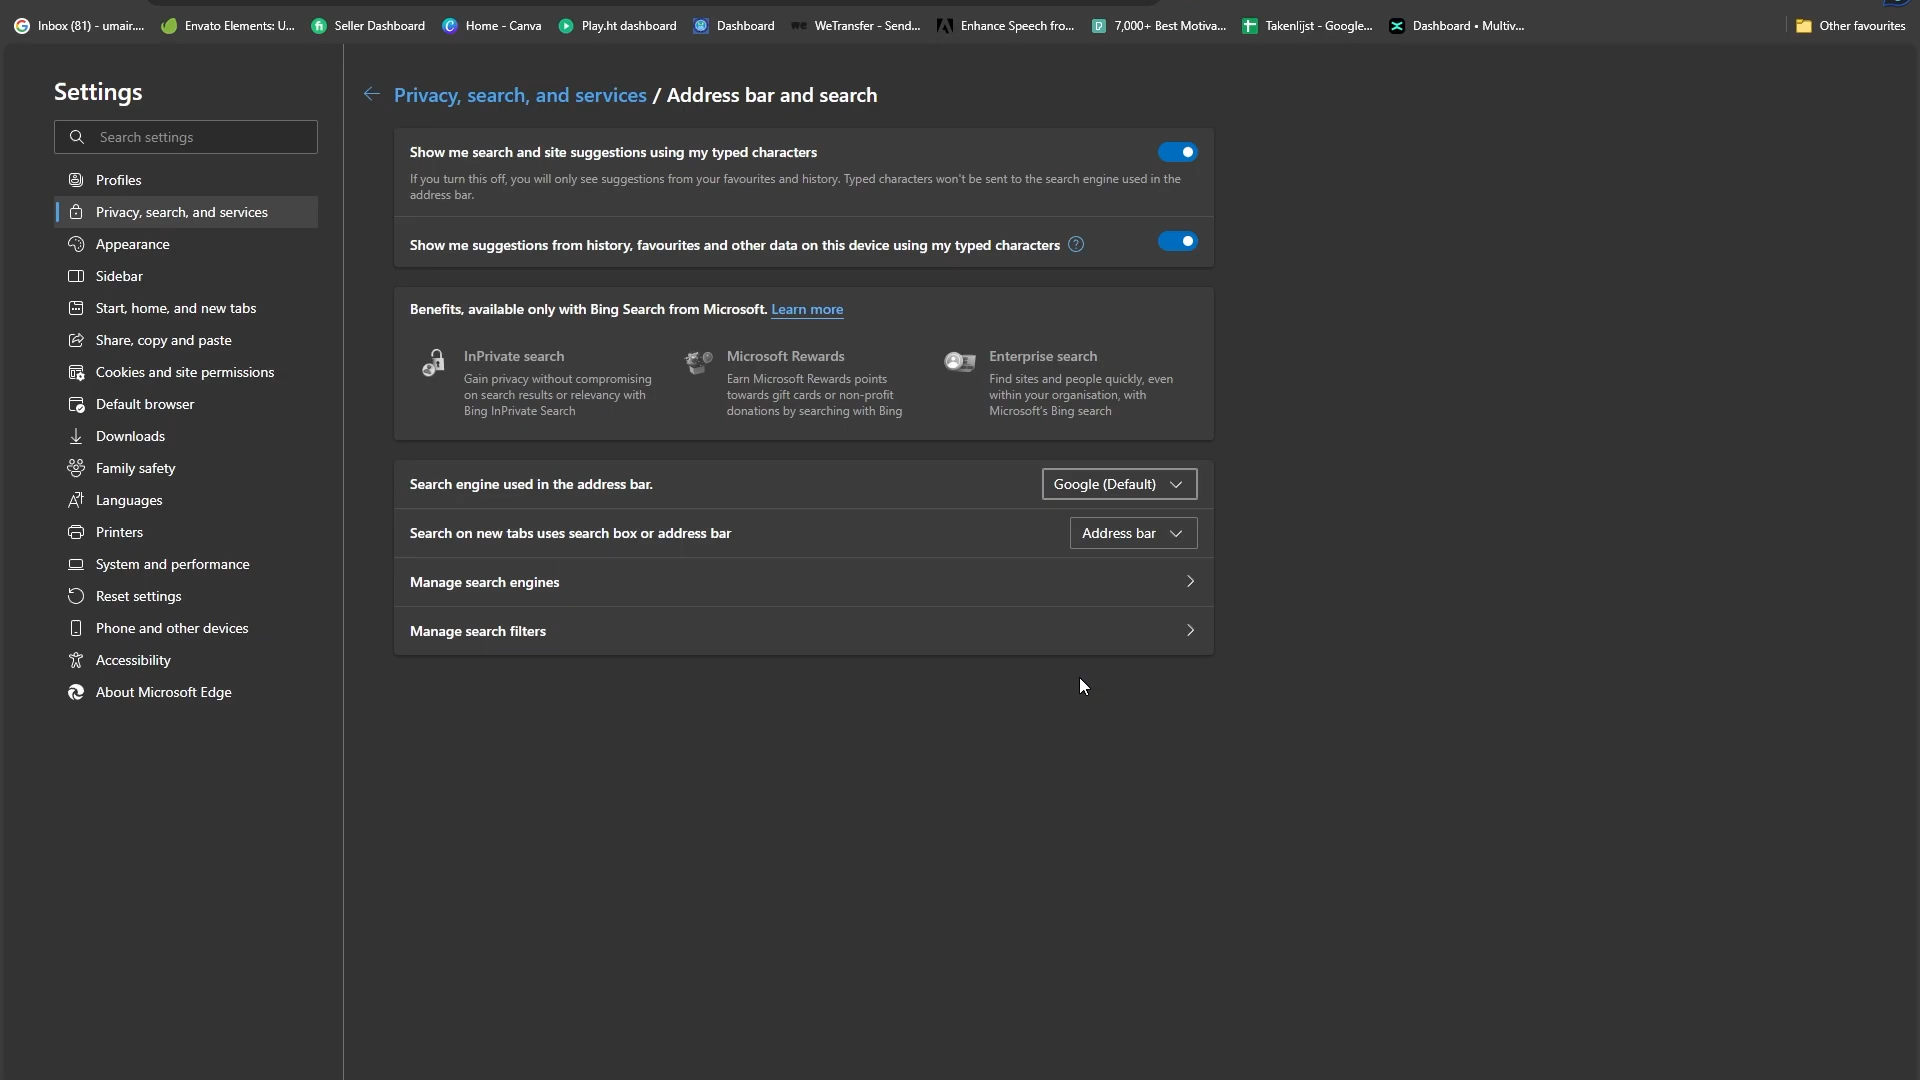 Inbox (81) - umair....
Envato Elements: U...
Seller Dashboard
Home - Canva
Play.ht dashboard
Dashboard
WeTransfer - Send...
Enhance Speech fro...
7,000+ Best Motiva...
Takenlijst - Google...
Dashboard • Multiv...
Other favourites
Settings
Search settings
Profiles
Privacy, search, and services
Appearance
Sidebar
Start, home, and new tabs
Share, copy and paste
Cookies and site permissions
Default browser
Downloads
Family safety
Languages
Printers
System and performance
Reset settings
Phone and other devices
Accessibility
About Microsoft Edge
Privacy, search, and services / Address bar and search
Show me search and site suggestions using my typed characters
If you turn this off, you will only see suggestions from your favourites and history. Typed characters won't be sent to the search engine used in the
address bar.
Show me suggestions from history, favourites and other data on this device using my typed characters
Benefits, available only with Bing Search from Microsoft. Learn more
InPrivate search
Gain privacy without compromising
on search results or relevancy with
Bing InPrivate Search
Microsoft Rewards
Earn Microsoft Rewards points
towards gift cards or non-profit
donations by searching with Bing
Enterprise search
Find sites and people quickly, even
within your organisation, with
Microsoft's Bing search
Search engine used in the address bar.
Google (Default)
Search on new tabs uses search box or address bar
Address bar
Manage search engines
Manage search filters